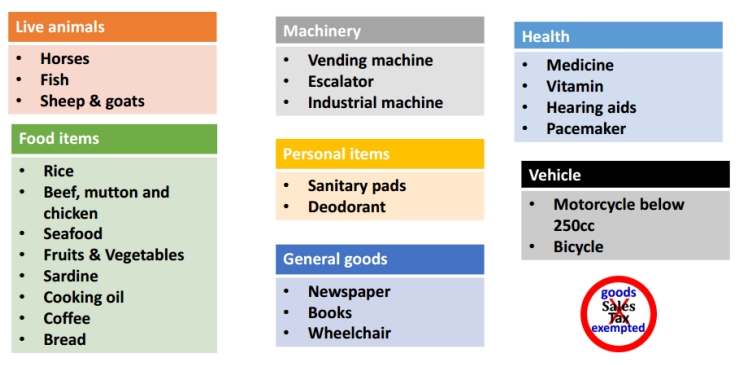 Live animals
• Horses
• Fish
• Sheep & goats
Food items
• Rice
• Beef, mutton and
chicken
• Seafood
• Fruits & Vegetables
• Sardine
• Cooking oil
• Coffee
• Bread
Machinery
• Vending machine
• Escalator
• Industrial machine
Personal items
• Sanitary pads
• Deodorant
General goods
• Newspaper
• Books
• Wheelchair
Health
• Medicine
• Vitamin
• Hearing aids
• Pacemaker
Vehicle
• Motorcycle below
250cc
• Bicycle
goods
Sales
Tax
exempted